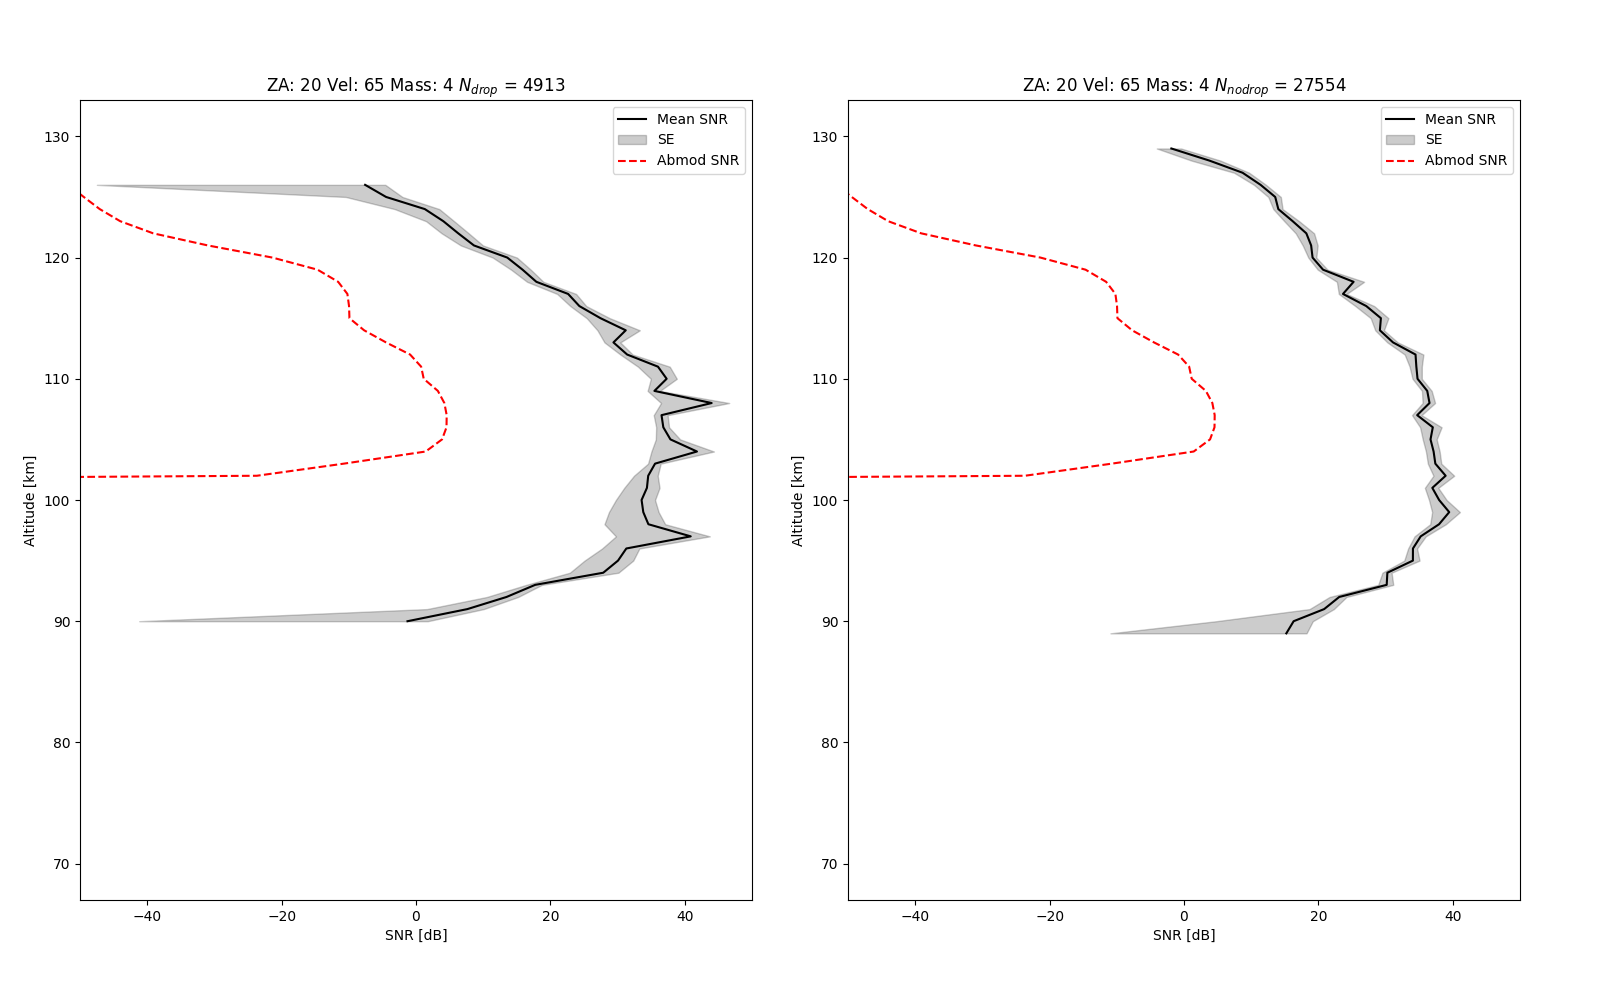 ZA: 20 Vel: 65 Mass: 4 N_drop = 4913
Mean SNR
SE
Abmod SNR
130
120
110
100
90
80
70
Altitude [km]
−40
−20
0
20
40
SNR [dB]
ZA: 20 Vel: 65 Mass: 4 N_nodrop = 27554
Mean SNR
SE
Abmod SNR
130
120
110
100
90
80
70
Altitude [km]
−40
−20
0
20
40
SNR [dB]